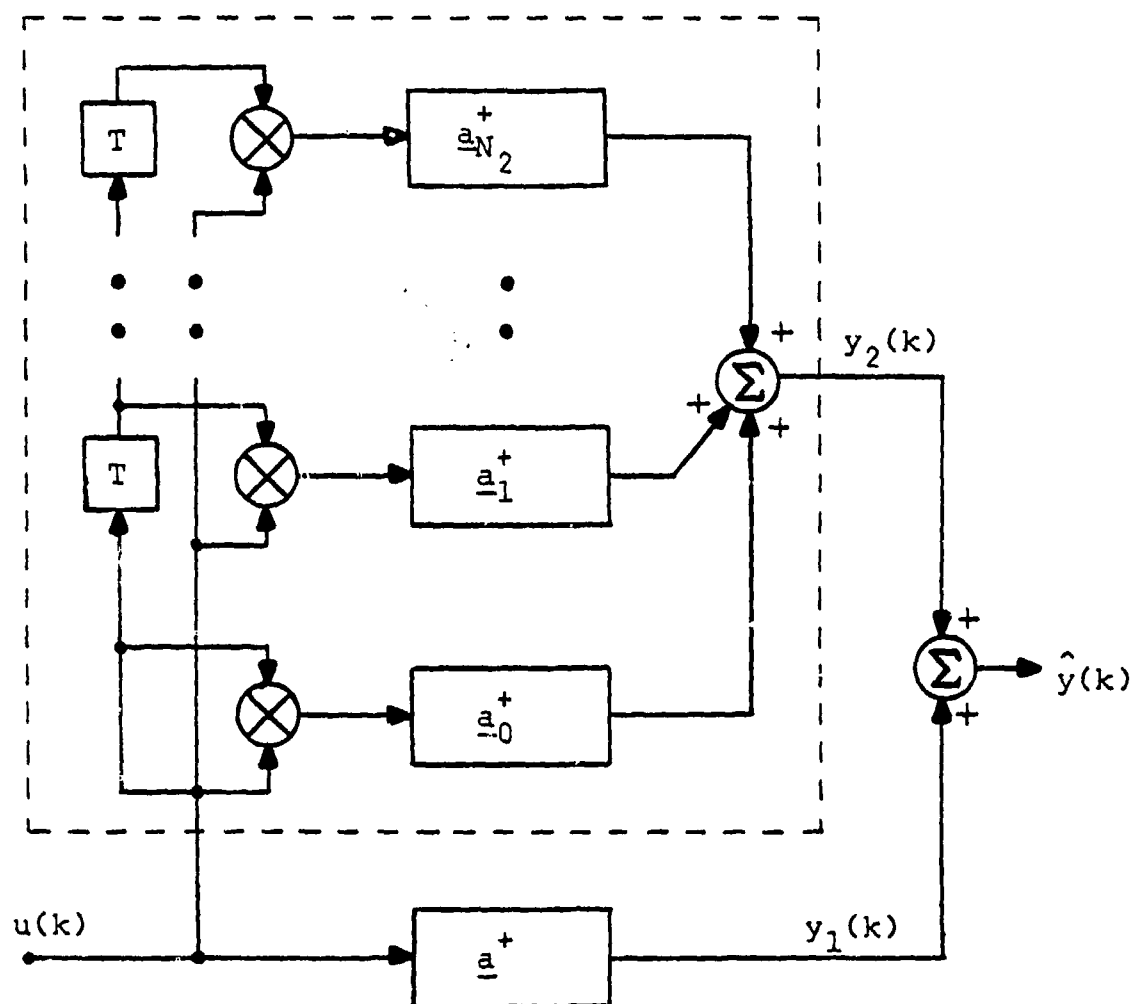 T
a⁺N₂
+
y₂(k)
+
+
T
a⁺₁
Σ
+
a⁺₀
Σ
ŷ(k)
+
u(k)
a⁺
y₁(k)
+